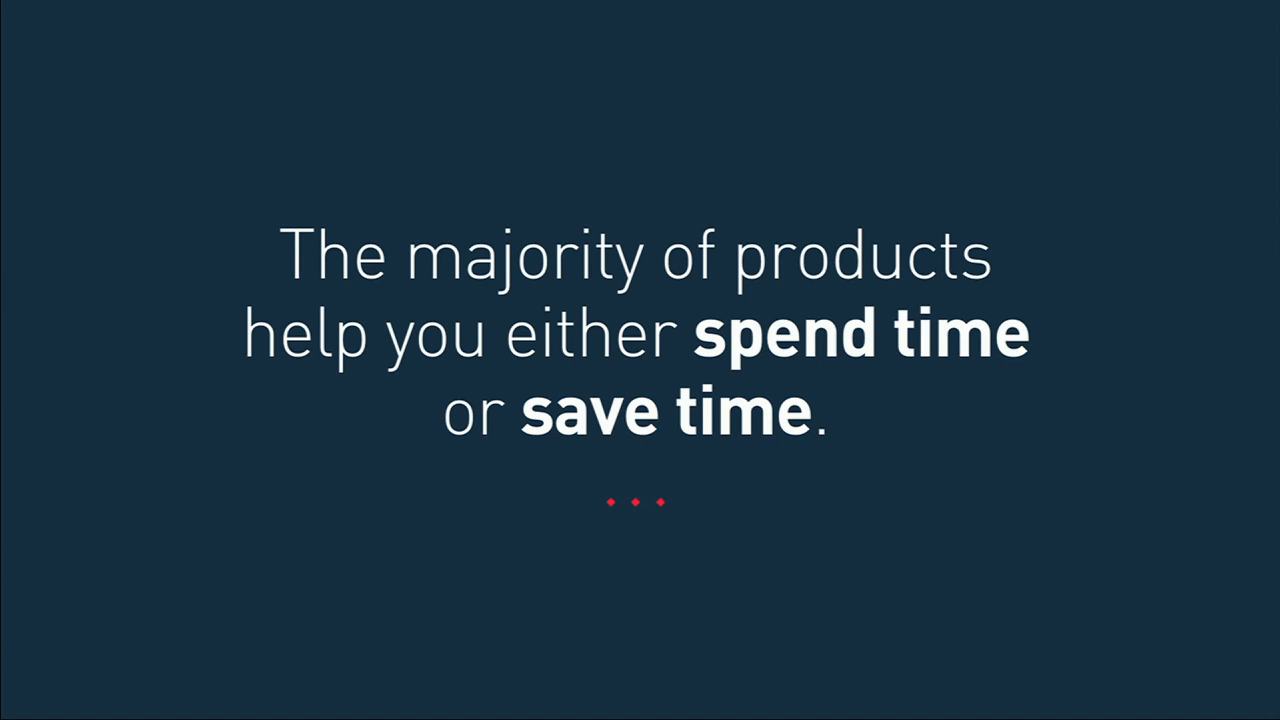 The majority of products
help you either spend time
or save time.